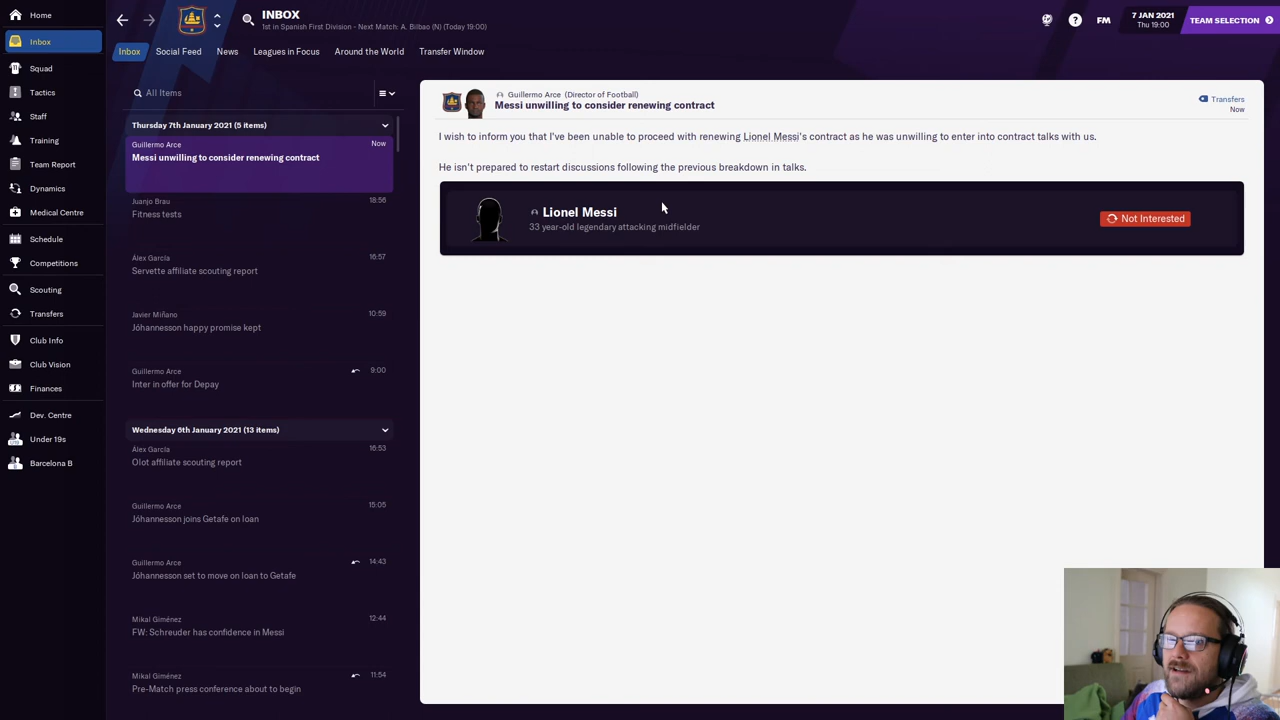 Home
Inbox
Squad
Tactics
Staff
Training
Team Report
Dynamics
Medical Centre
Schedule
Competitions
Scouting
Transfers
Club Info
Club Vision
Finances
Dev. Centre
Under 19s
Barcelona B
INBOX
1st in Spanish First Division - Next Match: A. Bilbao (N) (Today 19:00)
FM
7 JAN 2021
Thu 19:00
TEAM SELECTION
Inbox Social Feed News Leagues in Focus Around the World Transfer Window
All Items
Thursday 7th January 2021 (5 items)
Guillermo Arce Now
Messi unwilling to consider renewing contract
Juanjo Brau 18:56
Fitness tests
Álex García 16:57
Servette affiliate scouting report
Javier Miñano 10:59
Jóhannesson happy promise kept
Guillermo Arce 9:00
Inter in offer for Depay
Wednesday 6th January 2021 (13 items)
Álex García 16:53
Olot affiliate scouting report
Guillermo Arce 15:05
Jóhannesson joins Getafe on loan
Guillermo Arce 14:43
Jóhannesson set to move on loan to Getafe
Mikal Giménez 12:44
FW: Schreuder has confidence in Messi
Mikal Giménez 11:54
Pre-Match press conference about to begin
Guillermo Arce (Director of Football)
Messi unwilling to consider renewing contract
Transfers
Now
I wish to inform you that I've been unable to proceed with renewing Lionel Messi's contract as he was unwilling to enter into contract talks with us.
He isn't prepared to restart discussions following the previous breakdown in talks.
Lionel Messi
33 year-old legendary attacking midfielder
Not Interested